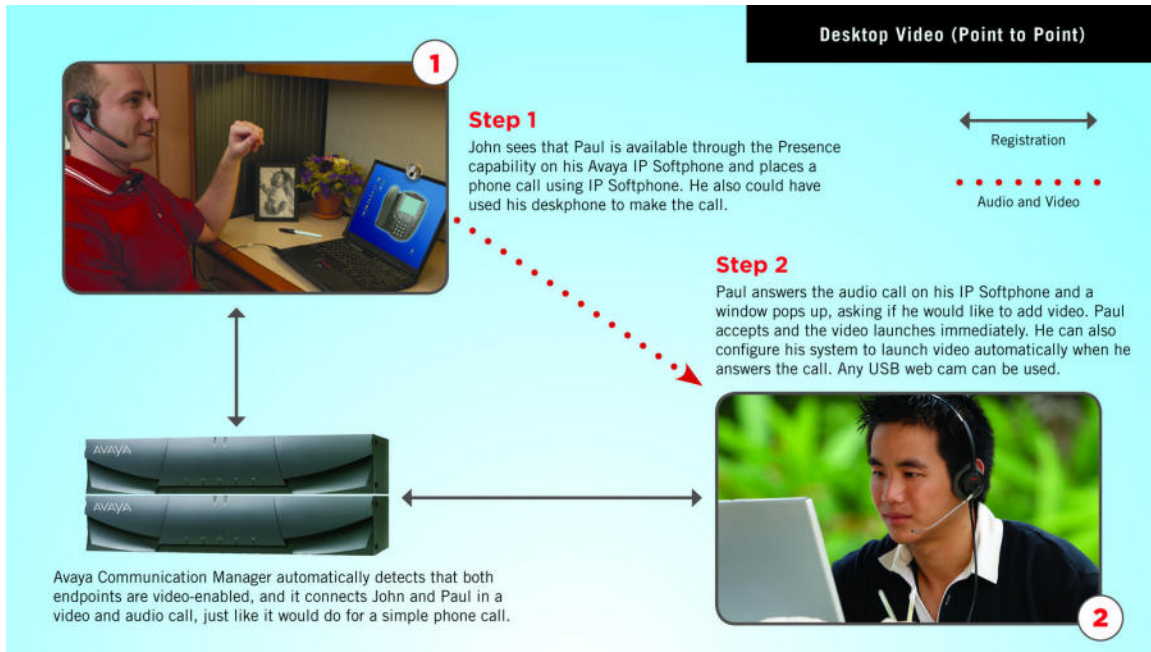 Desktop Video (Point to Point)
1
Step 1
John sees that Paul is available through the Presence
capability on his Avaya IP Softphone and places a
phone call using IP Softphone. He also could have
used his deskphone to make the call.
Registration
Audio and Video
Step 2
Paul answers the audio call on his IP Softphone and a
window pops up, asking if he would like to add video. Paul
accepts and the video launches immediately. He can also
configure his system to launch video automatically when he
answers the call. Any USB web cam can be used.
AVAYA
AVAYA
Avaya Communication Manager automatically detects that both
endpoints are video-enabled, and it connects John and Paul in a
video and audio call, just like it would do for a simple phone call.
2